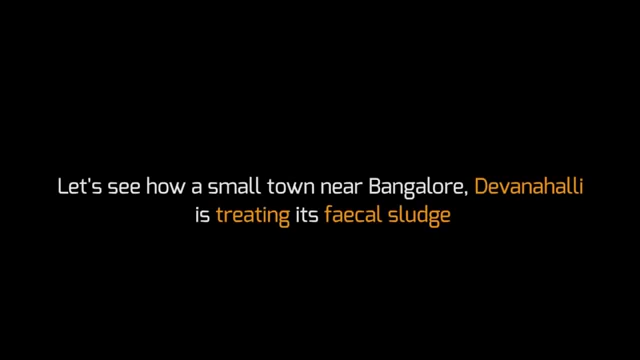 Let's see how a small town near Bangalore, Devanahalli
is treating its faecal sludge